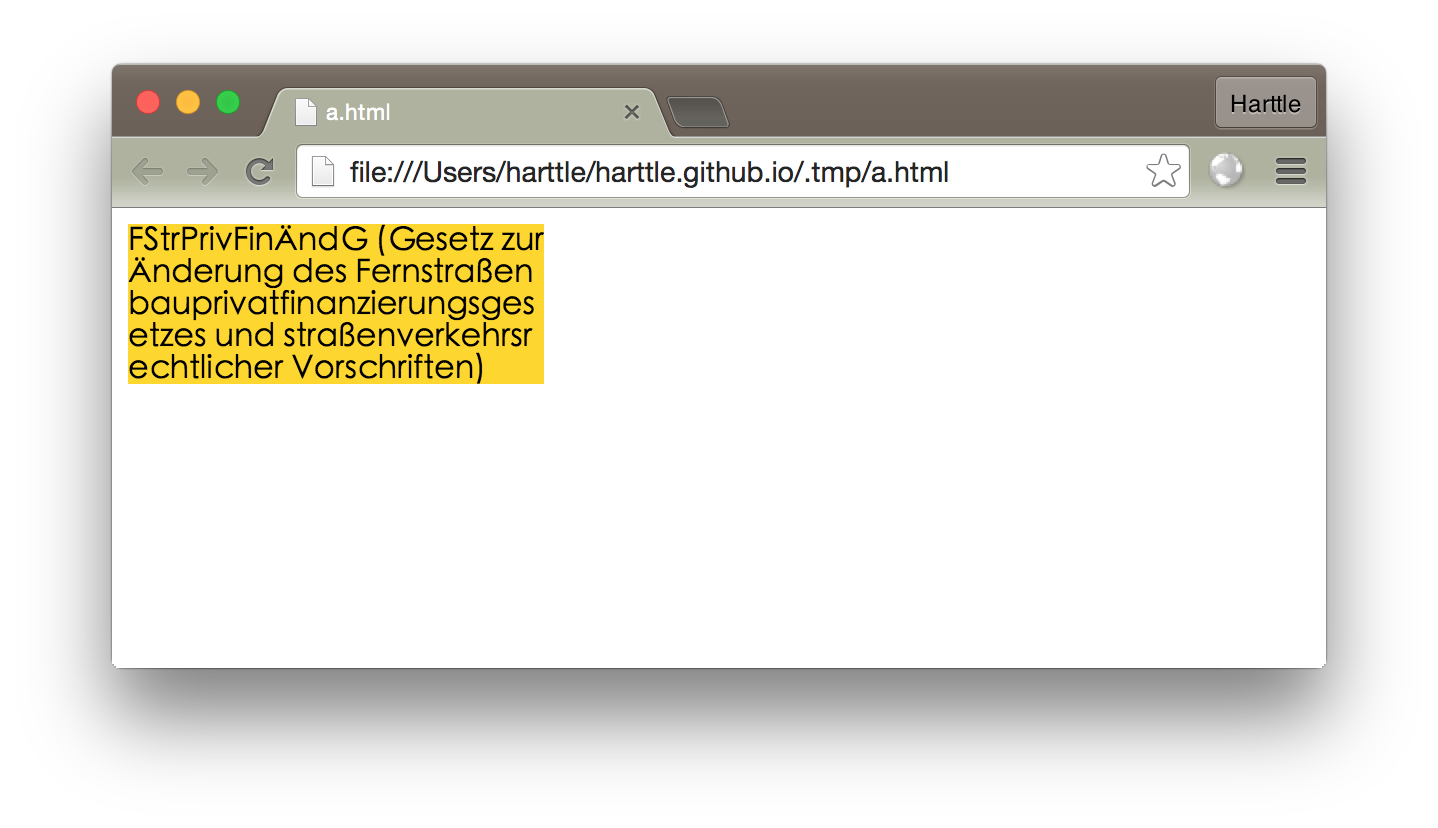 a.html
Harttle
file:///Users/harttle/harttle.github.io/.tmp/a.html
FStrPrivFinÄndG (Gesetz zur
Änderung des Fernstraßen
bauprivatfinanzierungsges
etzes und straßenverkehrsr
echtlicher Vorschriften)